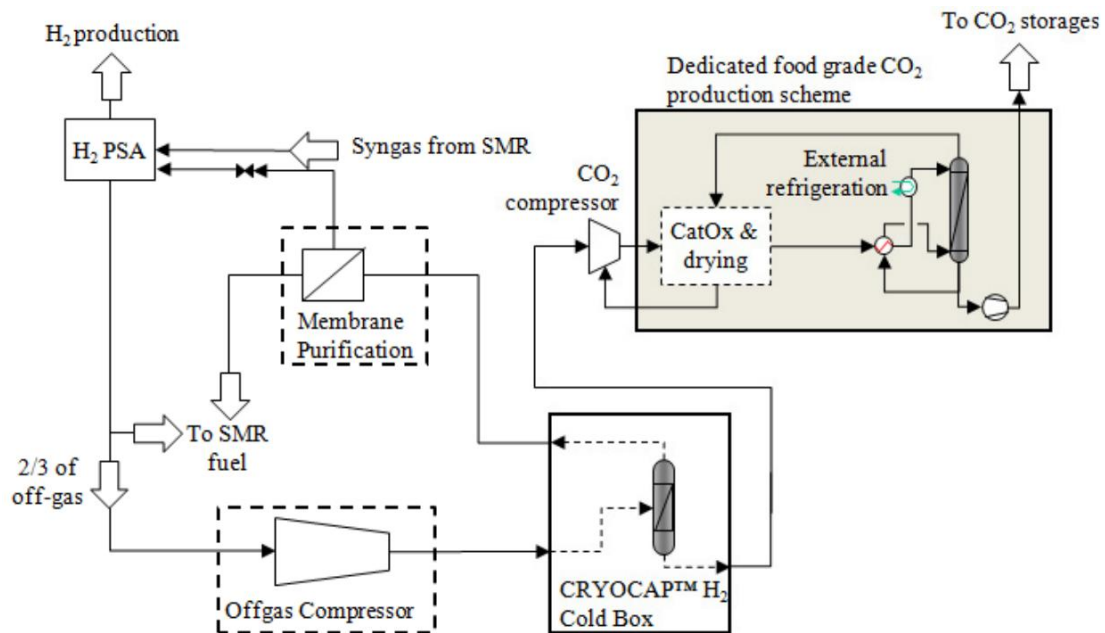 H2 production
To CO2 storages
Dedicated food grade CO2
production scheme
H2 PSA
Syngas from SMR
CO2
compressor
External
refrigeration
CatOx &
drying
Membrane
Purification
To SMR
fuel
2/3 of
off-gas
Offgas Compressor
CRYOCAP™ H2
Cold Box